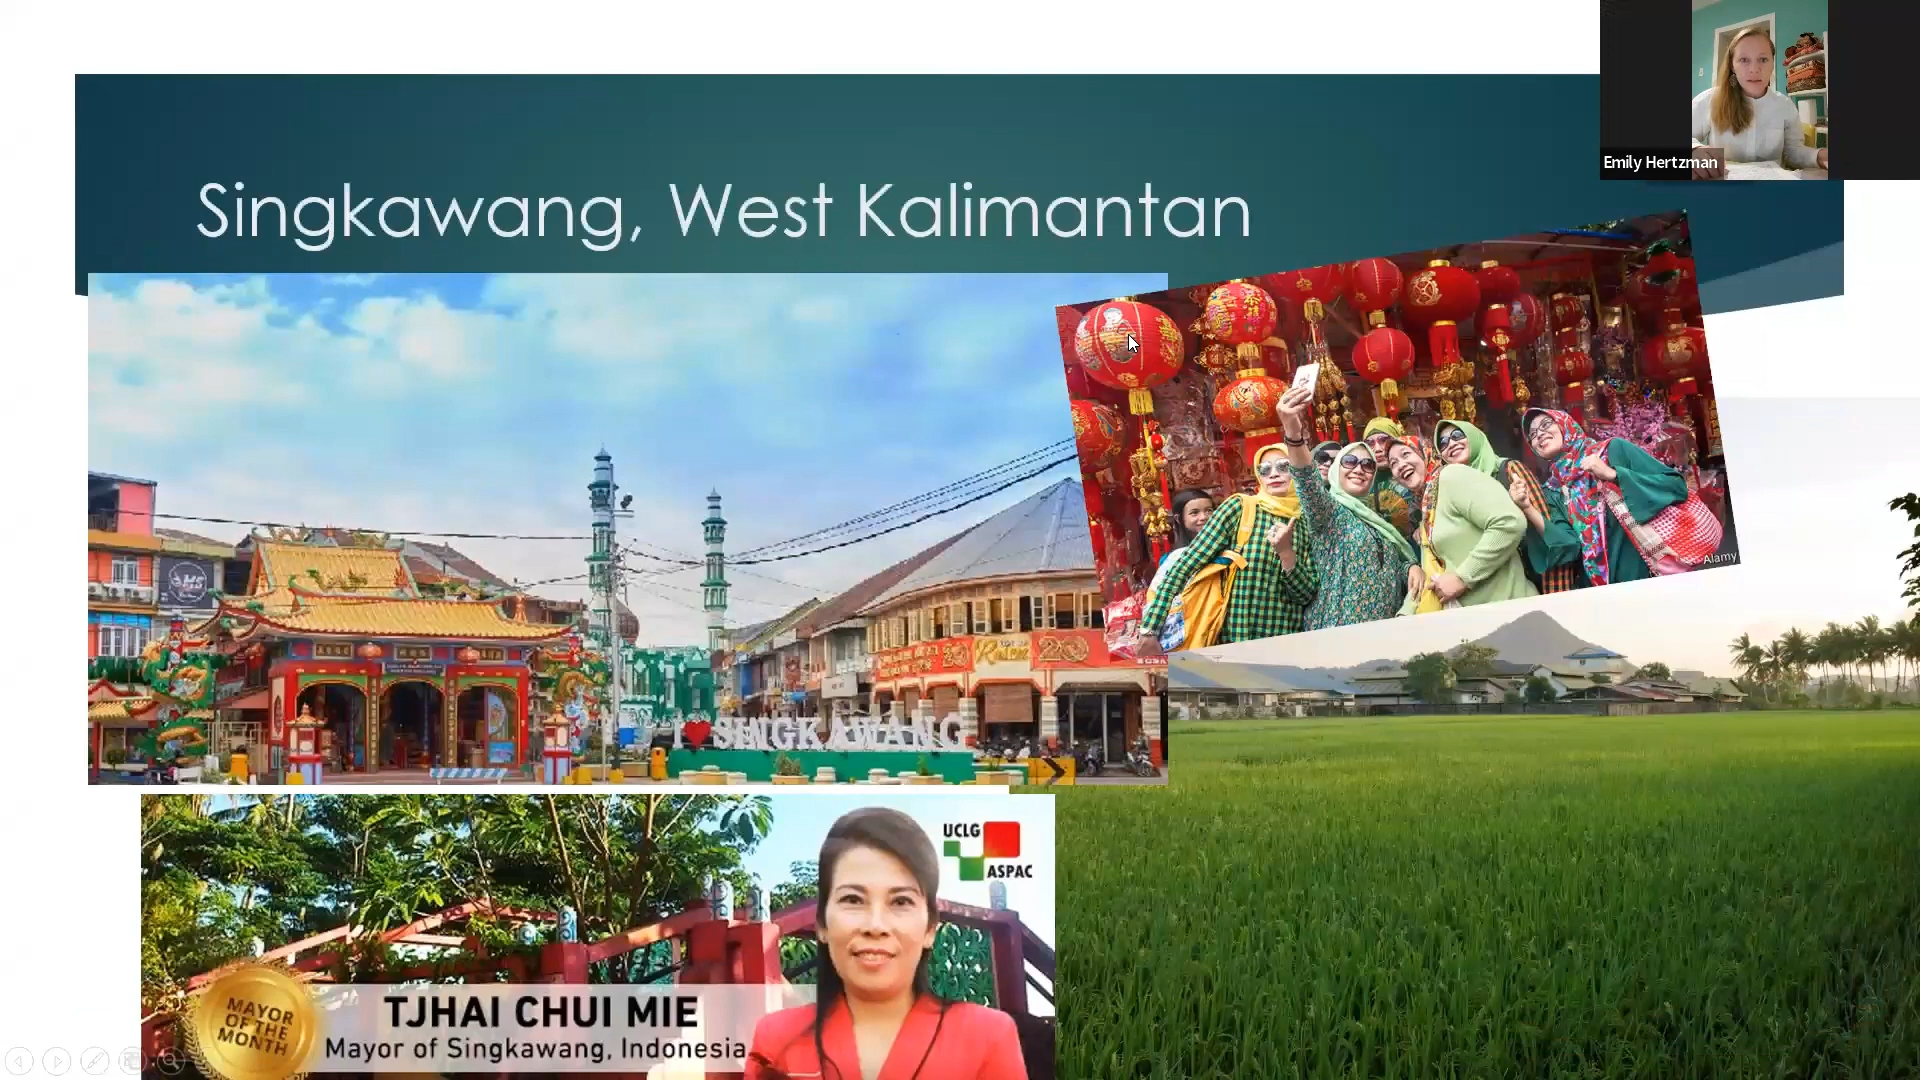 Emily Hertzman
Singkawang, West Kalimantan
Alamy
I ♥ SINGKAWANG
UCLG
ASPAC
MAYOR
OF THE
MONTH
TJHAI CHUI MIE
Mayor of Singkawang, Indonesia